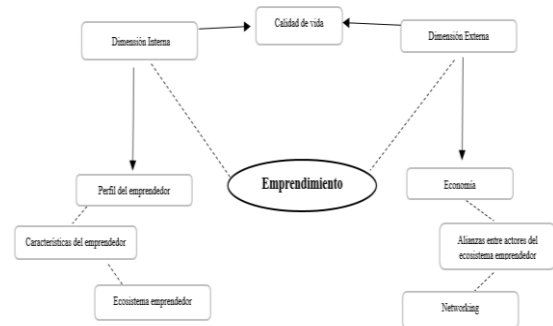 Calidad de vida
Dimensión Interna
Dimensión Externa
Emprendimiento
Perfil del emprendedor
Economía
Características del emprendedor
Alianzas entre actores del
ecosistema emprendedor
Ecosistema emprendedor
Networking